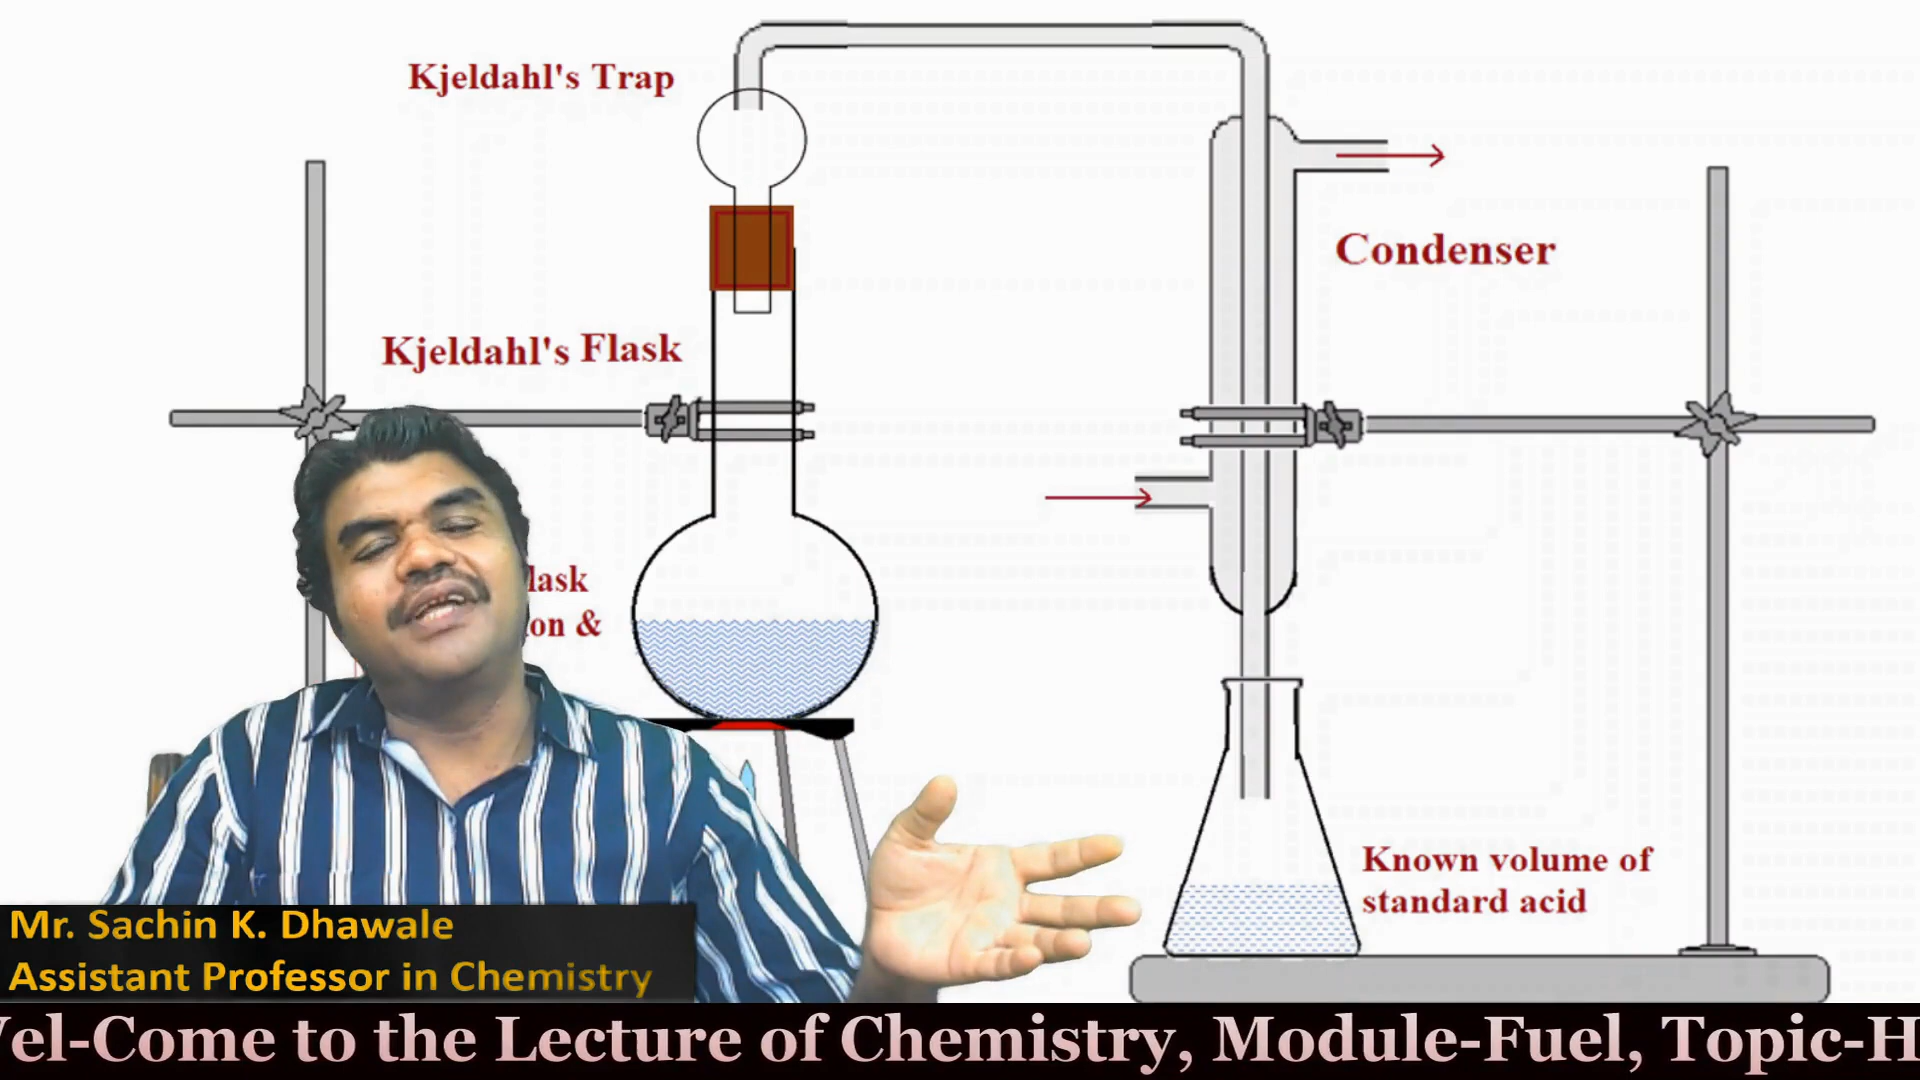 Kjeldahl's Trap
Condenser
Kjeldahl's Flask
lask
on &
Known volume of
standard acid
Mr. Sachin K. Dhawale
Assistant Professor in Chemistry
Vel-Come to the Lecture of Chemistry, Module-Fuel, Topic-H